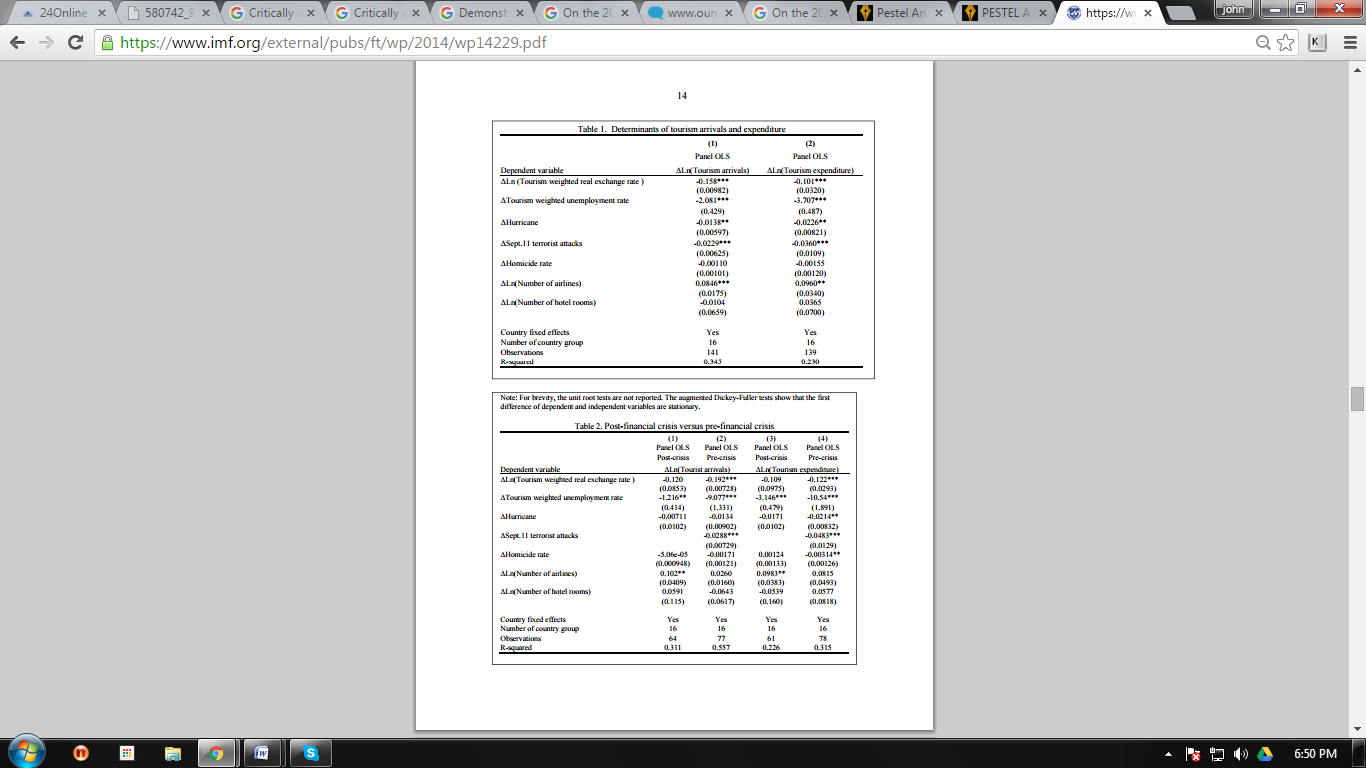 24Online
580742_9
Critically
Critically
Demonst
On the 20
www.our
On the 20
Pestel An
PESTEL A
https://w
john
https://www.imf.org/external/pubs/ft/wp/2014/wp14229.pdf
14
Table 1. Determinants of tourism arrivals and expenditure
(1) (2)
Panel OLS Panel OLS
Dependent variable ΔLn(Tourism arrivals) ΔLn(Tourism expenditure)
ΔLn (Tourism weighted real exchange rate ) -0.158*** -0.101***
(0.00982) (0.0320)
ΔTourism weighted unemployment rate -2.081*** -3.707***
(0.429) (0.487)
ΔHurricane -0.0138** -0.0226**
(0.00597) (0.00821)
ΔSept.11 terrorist attacks -0.0229*** -0.0360***
(0.00625) (0.0109)
ΔHomicide rate -0.00110 -0.00155
(0.00101) (0.00120)
ΔLn(Number of airlines) 0.0846*** 0.0960**
(0.0175) (0.0340)
ΔLn(Number of hotel rooms) -0.0104 0.0365
(0.0659) (0.0700)
Country fixed effects Yes Yes
Number of country group 16 16
Observations 141 139
R-squared 0.345 0.230
Note: For brevity, the unit root tests are not reported. The augmented Dickey-Fuller tests show that the first
difference of dependent and independent variables are stationary.
Table 2. Post-financial crisis versus pre-financial crisis
(1) (2) (3) (4)
Panel OLS Panel OLS Panel OLS Panel OLS
Post-crisis Pre-crisis Post-crisis Pre-crisis
Dependent variable ΔLn(Tourist arrivals) ΔLn(Tourism expenditure)
ΔLn(Tourism weighted real exchange rate ) -0.120 -0.192*** -0.109 -0.122***
(0.0853) (0.00728) (0.0975) (0.0293)
ΔTourism weighted unemployment rate -1.216** -9.077*** -3.146*** -10.54***
(0.414) (1.331) (0.479) (1.891)
ΔHurricane -0.00711 -0.0134 -0.0171 -0.0214**
(0.0102) (0.00902) (0.0102) (0.00832)
ΔSept.11 terrorist attacks -0.0288*** -0.0483***
(0.00729) (0.0129)
ΔHomicide rate -5.06e-05 -0.00171 0.00124 -0.00314**
(0.000948) (0.00121) (0.00133) (0.00126)
ΔLn(Number of airlines) 0.102** 0.0260 0.0983** 0.0815
(0.0409) (0.0160) (0.0383) (0.0493)
ΔLn(Number of hotel rooms) 0.0591 -0.0643 -0.0539 0.0577
(0.115) (0.0617) (0.160) (0.0818)
Country fixed effects Yes Yes Yes Yes
Number of country group 16 16 16 16
Observations 64 77 61 78
R-squared 0.311 0.557 0.226 0.315
6:50 PM